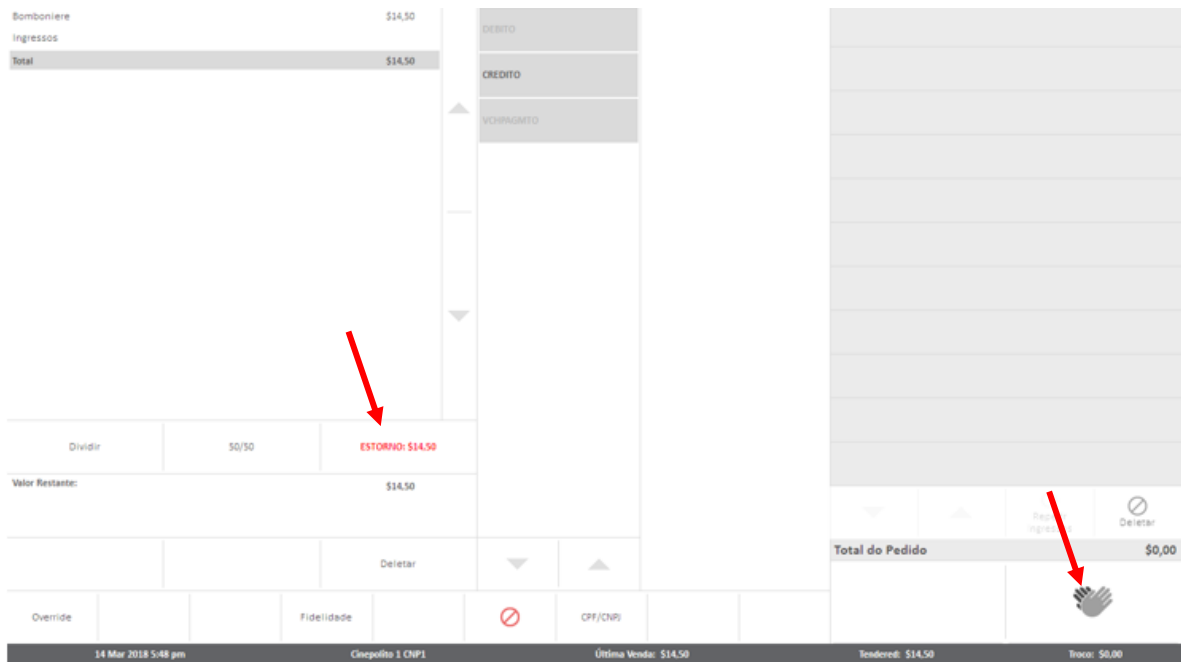 Bomboniere $14,50
Ingressos
Total $14,50
DEBITO
CREDITO
VCHPAGMTO
Dividir 50/50 ESTORNO: $14.50
Valor Restante: $14,50
Deletar
Override Fidelidade CPF/CNPJ
Deletar
Total do Pedido $0,00
14 Mar 2018 5:48 pm Cinepolito 1 CNP1 Última Venda: $14,50 Tendered: $14,50 Troco: $0,00